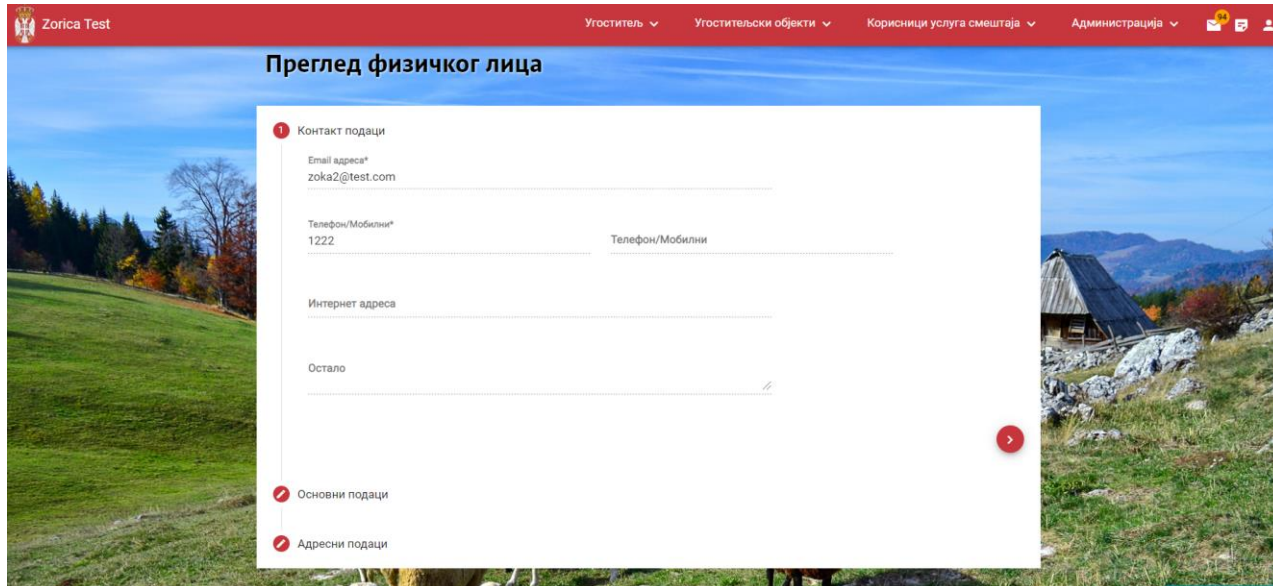 Zorica Test
Угоститељ
Угоститељски објекти
Корисници услуга смештаја
Администрација
94
Преглед физичког лица
1 Контакт подаци
Email адреса*
zoka2@test.com
Телефон/Мобилни*
1222
Телефон/Мобилни
Интернет адреса
Остало
Основни подаци
Адресни подаци